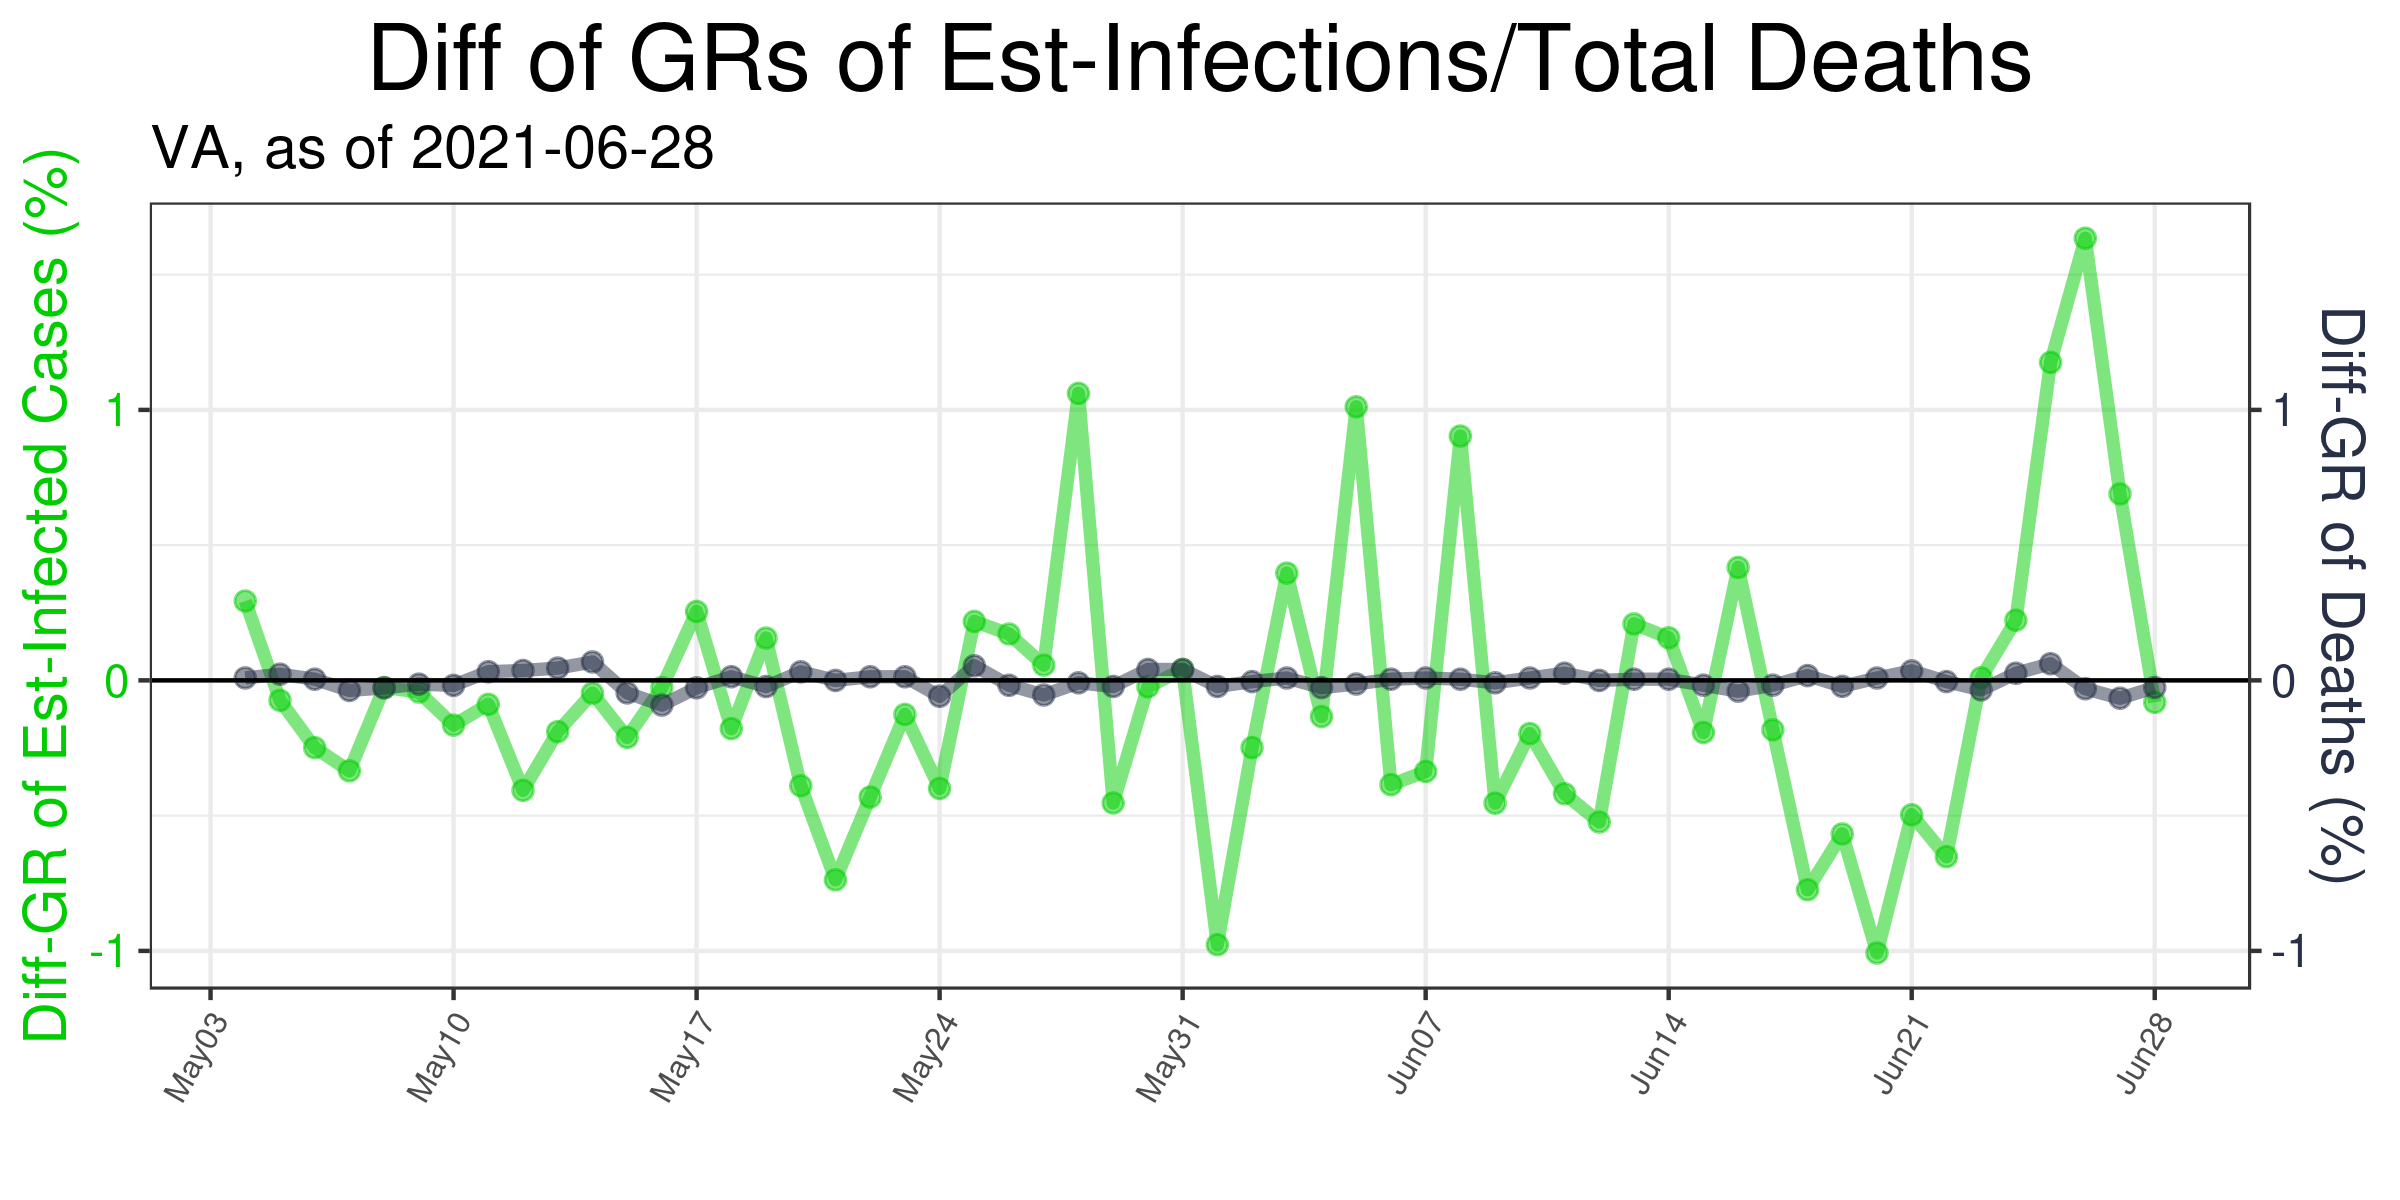 Diff of GRs of Est-Infections/Total Deaths
VA, as of 2021-06-28
Diff-GR of Est-Infected Cases (%)
1
0
-1
1
0
-1
Diff-GR of Deaths (%)
May03
May10
May17
May24
May31
Jun07
Jun14
Jun21
Jun28